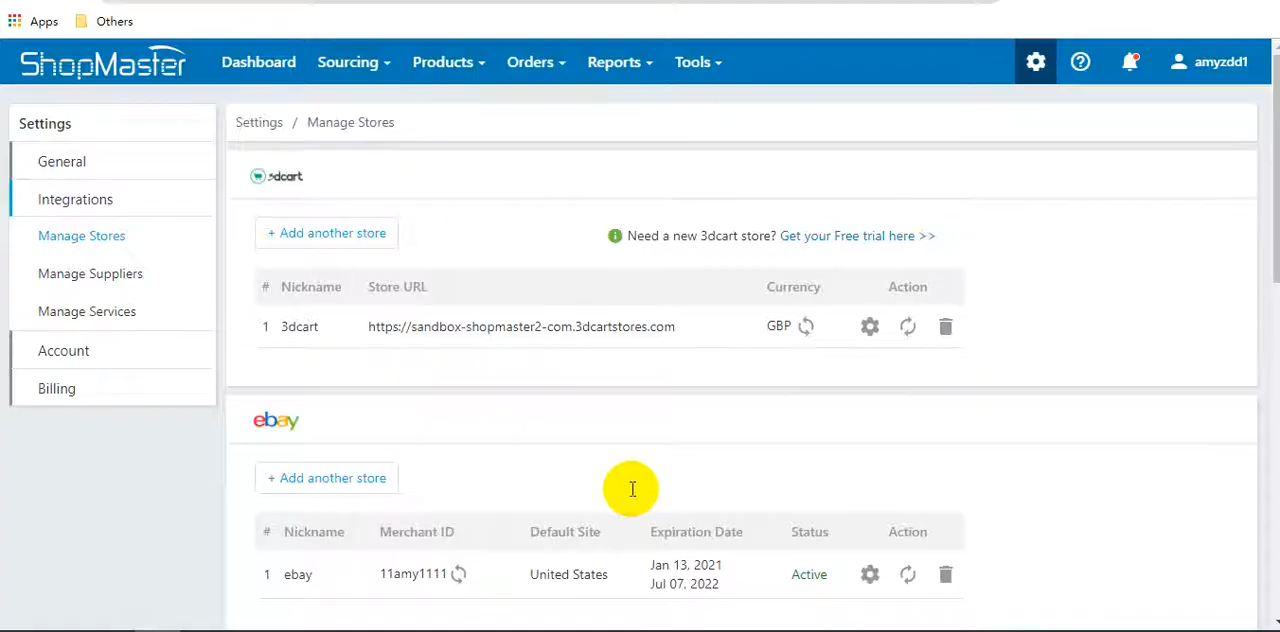 Apps Others
ShopMaster Dashboard Sourcing Products Orders Reports Tools amyzdd1
Settings
General
Integrations
Manage Stores
Manage Suppliers
Manage Services
Account
Billing
Settings / Manage Stores
3dcart
+ Add another store
Need a new 3dcart store? Get your Free trial here >>
# Nickname Store URL Currency Action
1 3dcart https://sandbox-shopmaster2-com.3dcartstores.com GBP
ebay
+ Add another store
# Nickname Merchant ID Default Site Expiration Date Status Action
1 ebay 11amy1111 United States Jan 13, 2021 Active
Jul 07, 2022